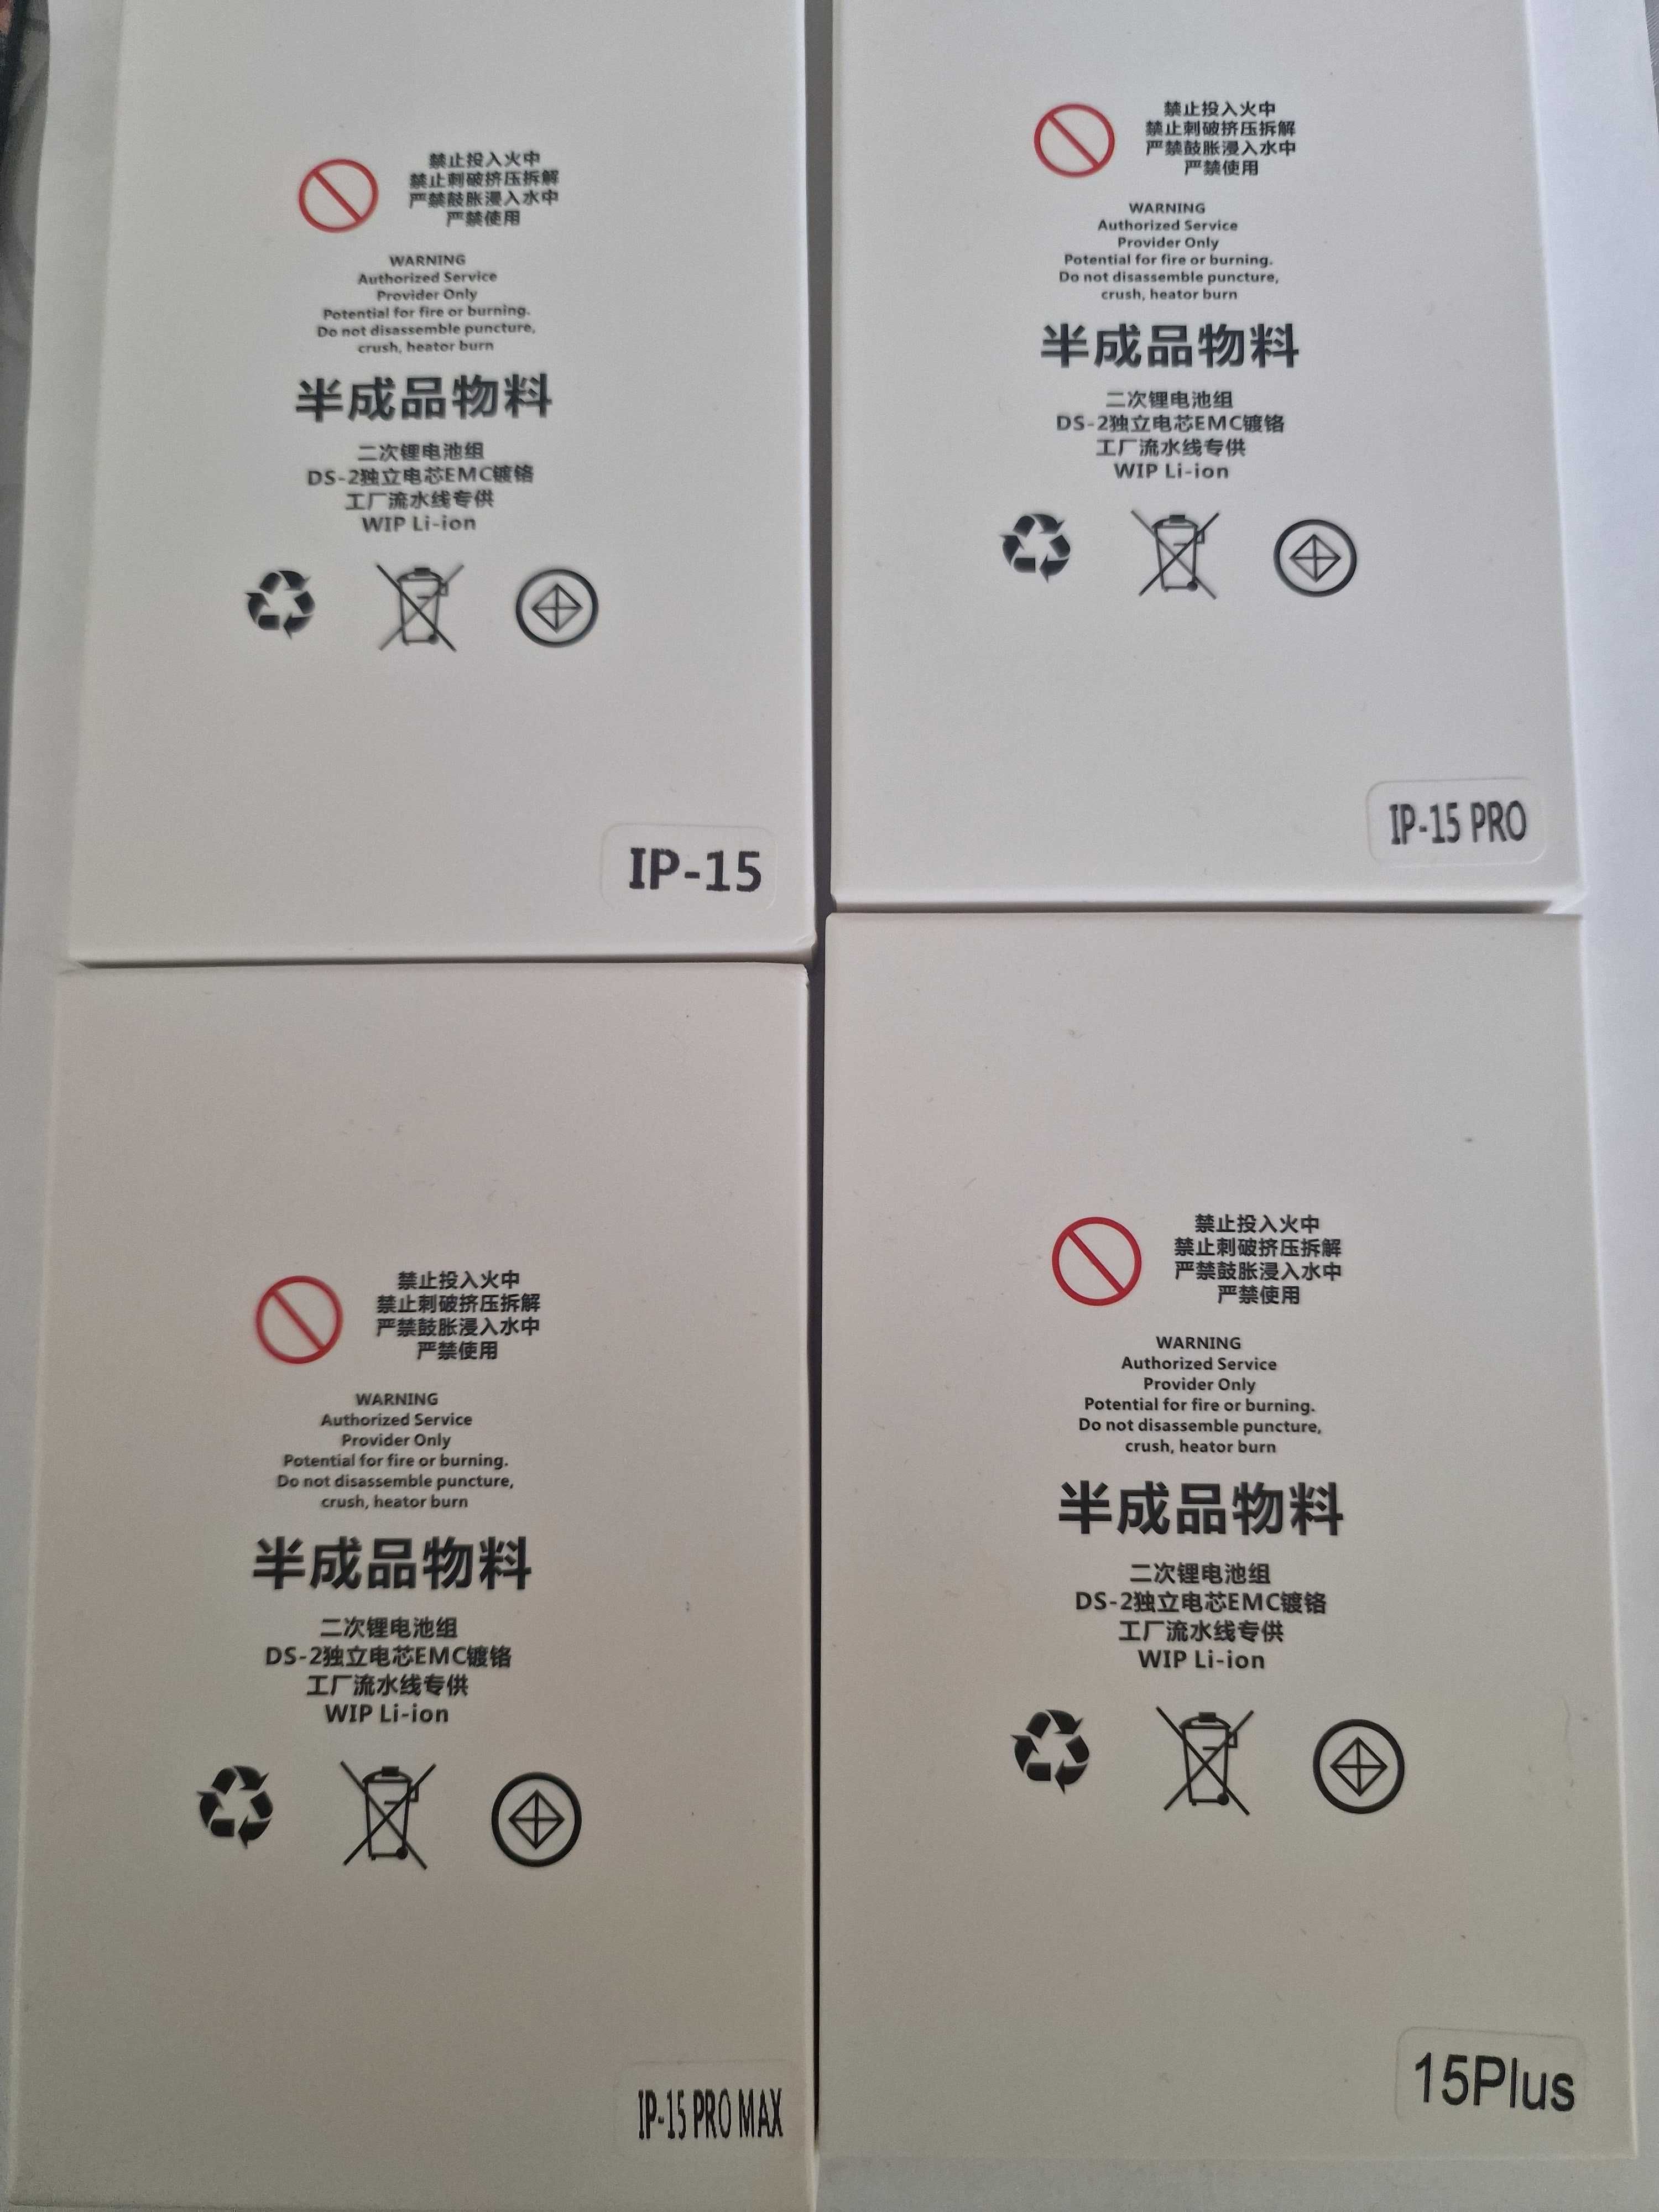 禁止投入火中
禁止刺破挤压拆解
严禁鼓胀浸入水中
严禁使用
WARNING
Authorized Service
Provider Only
Potential for fire or burning.
Do not disassemble puncture,
crush, heator burn
半成品物料
二次锂电池组
DS-2独立电芯EMC镀铬
工厂流水线专供
WIP Li-ion
IP-15
禁止投入火中
禁止刺破挤压拆解
严禁鼓胀浸入水中
严禁使用
WARNING
Authorized Service
Provider Only
Potential for fire or burning.
Do not disassemble puncture,
crush, heator burn
半成品物料
二次锂电池组
DS-2独立电芯EMC镀铬
工厂流水线专供
WIP Li-ion
IP-15 PRO
禁止投入火中
禁止刺破挤压拆解
严禁鼓胀浸入水中
严禁使用
WARNING
Authorized Service
Provider Only
Potential for fire or burning.
Do not disassemble puncture,
crush, heator burn
半成品物料
二次锂电池组
DS-2独立电芯EMC镀铬
工厂流水线专供
WIP Li-ion
IP-15 PRO MAX
禁止投入火中
禁止刺破挤压拆解
严禁鼓胀浸入水中
严禁使用
WARNING
Authorized Service
Provider Only
Potential for fire or burning.
Do not disassemble puncture,
crush, heator burn
半成品物料
二次锂电池组
DS-2独立电芯EMC镀铬
工厂流水线专供
WIP Li-ion
15Plus